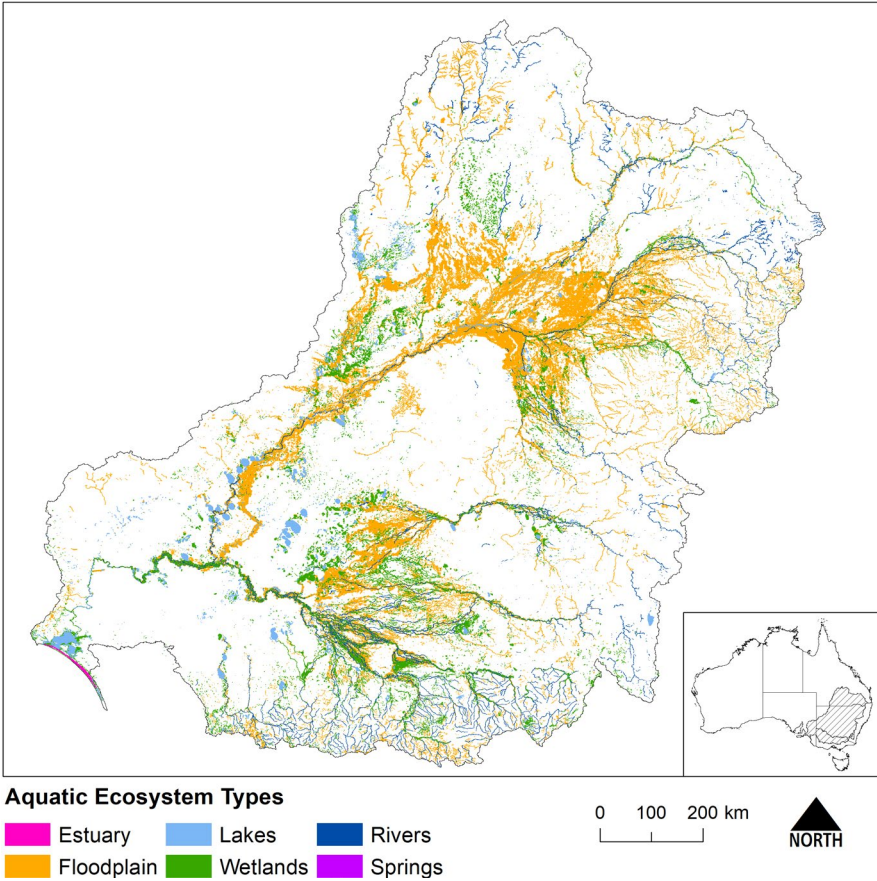 Aquatic Ecosystem Types
Estuary Lakes Rivers
Floodplain Wetlands Springs
0 100 200 km
NORTH